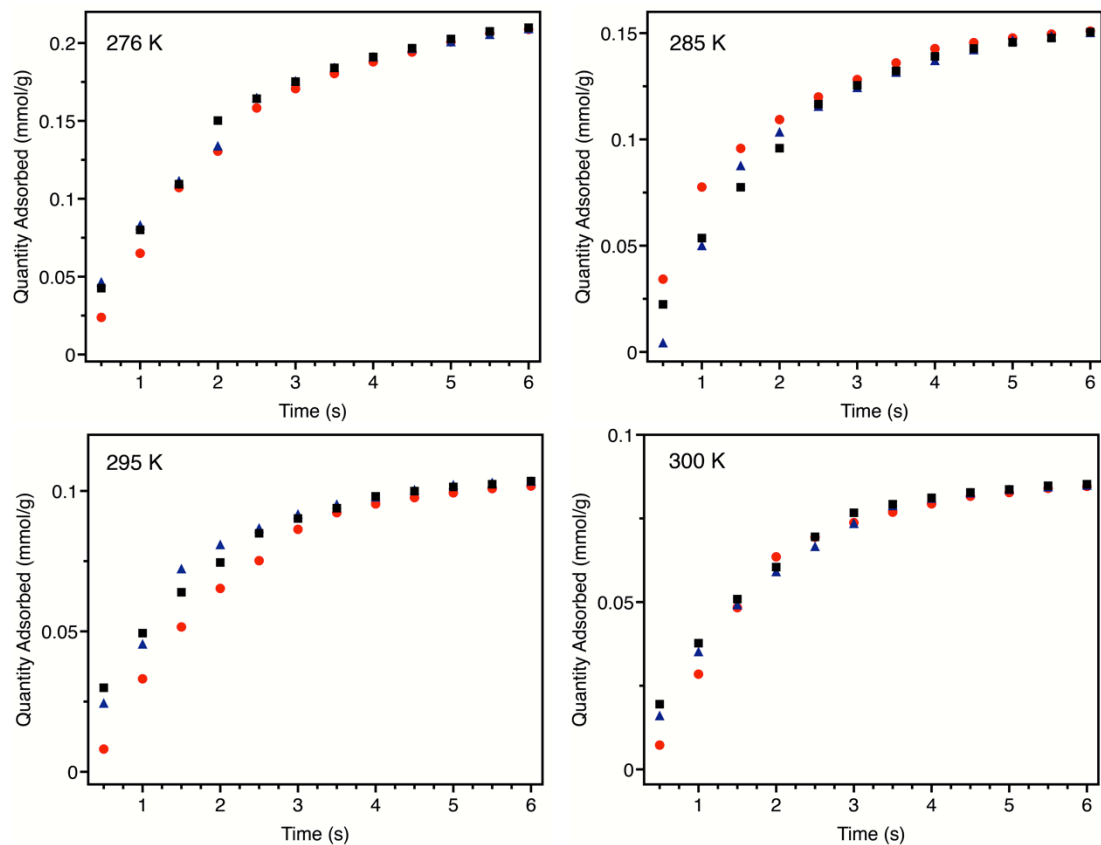 276 K
Quantity Adsorbed (mmol/g)
0.2
0.15
0.1
0.05
0
1 2 3 4 5 6
Time (s)
285 K
Quantity Adsorbed (mmol/g)
0.15
0.1
0.05
0
1 2 3 4 5 6
Time (s)
295 K
Quantity Adsorbed (mmol/g)
0.1
0.05
0
1 2 3 4 5 6
Time (s)
300 K
Quantity Adsorbed (mmol/g)
0.1
0.05
0
1 2 3 4 5 6
Time (s)